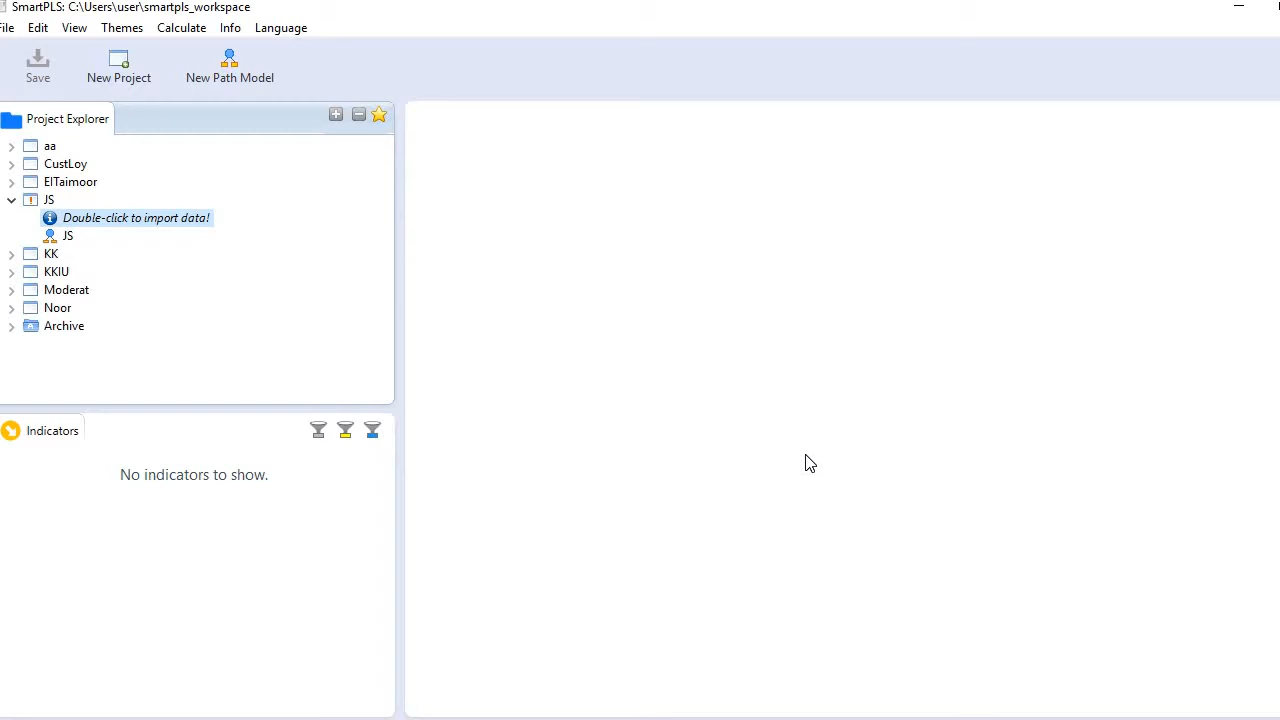 SmartPLS: C:\Users\user\smartpls_workspace
File Edit View Themes Calculate Info Language
Save New Project New Path Model
Project Explorer
aa
CustLoy
ElTaimoor
JS
Double-click to import data!
JS
KK
KKIU
Moderat
Noor
Archive
Indicators
No indicators to show.